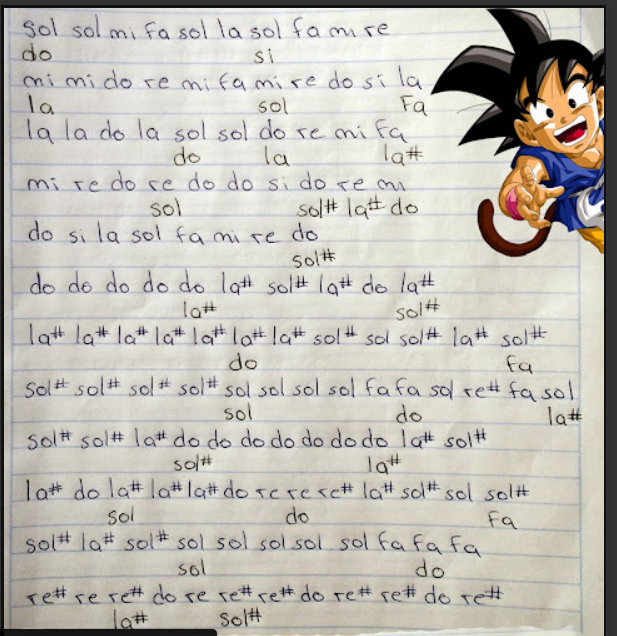 sol sol mi fa sol la sol fa mi re
do si
mi mi do re mi fa mi re do si la
la sol Fa
la la do la sol sol do re mi fa
do la la#
mi re do re do do si do re mi
sol sol# la# do
do si la sol fa mi re do
sol#
do do do do do la# sol# la# do la#
la# sol#
la# la# la# la# la# la# la# sol# sol sol# la# sol#
do fa
sol# sol# sol# sol# sol sol sol sol fa fa sol re# fa sol
sol do la#
sol# sol# la# do do do do do do do la# sol#
sol# la#
la# do la# la# la# do re re re re# la# sol# sol sol#
sol do Fa
sol# la# sol# sol sol sol sol sol fa fa fa
sol do
re# re re# do re re# re# do re# re# do re#
la# sol#